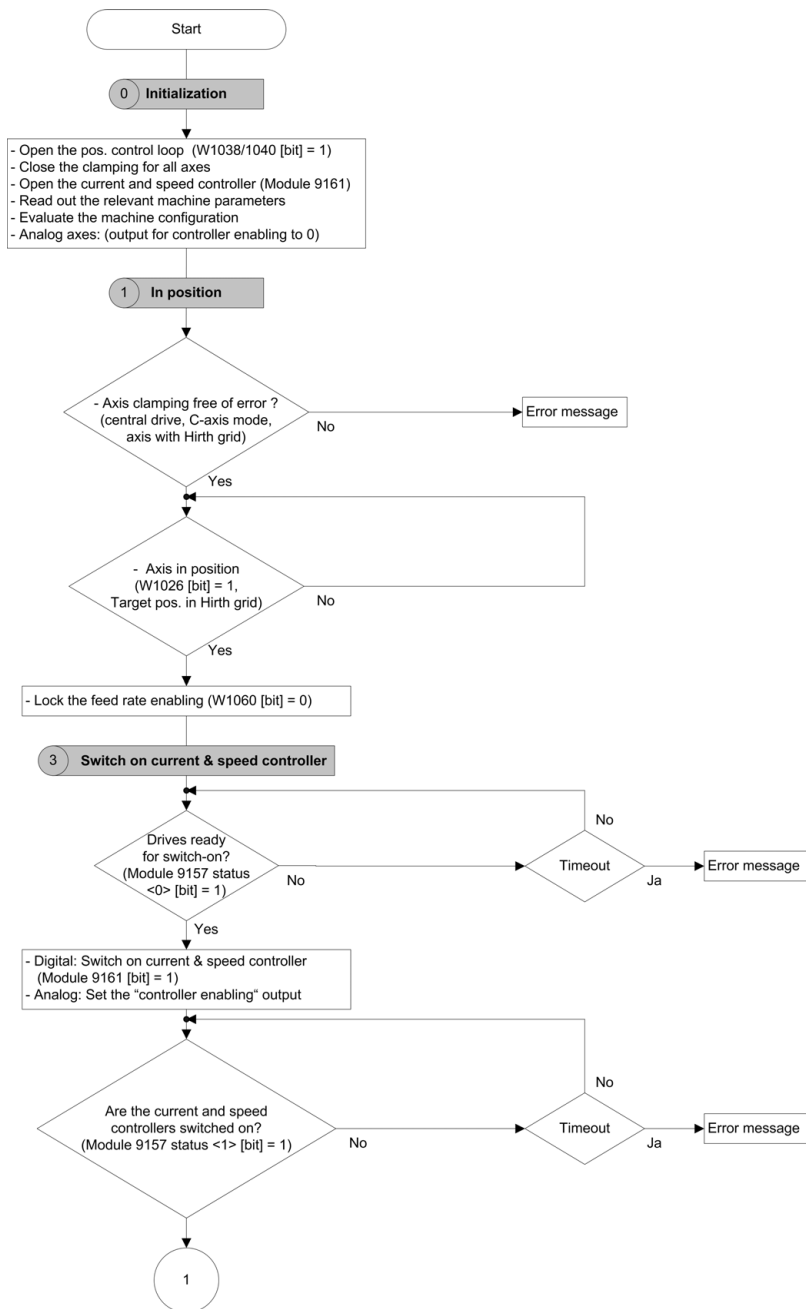 Start
0 Initialization
- Open the pos. control loop (W1038/1040 [bit] = 1)
- Close the clamping for all axes
- Open the current and speed controller (Module 9161)
- Read out the relevant machine parameters
- Evaluate the machine configuration
- Analog axes: (output for controller enabling to 0)
1 In position
- Axis clamping free of error ?
(central drive, C-axis mode,
axis with Hirth grid)
No
Error message
Yes
- Axis in position
(W1026 [bit] = 1,
Target pos. in Hirth grid)
No
Yes
- Lock the feed rate enabling (W1060 [bit] = 0)
3 Switch on current & speed controller
No
Drives ready
for switch-on?
(Module 9157 status
<0> [bit] = 1)
No
Timeout
Ja
Error message
Yes
- Digital: Switch on current & speed controller
(Module 9161 [bit] = 1)
- Analog: Set the “controller enabling“ output
No
Are the current and speed
controllers switched on?
(Module 9157 status <1> [bit] = 1)
No
Timeout
Ja
Error message
1